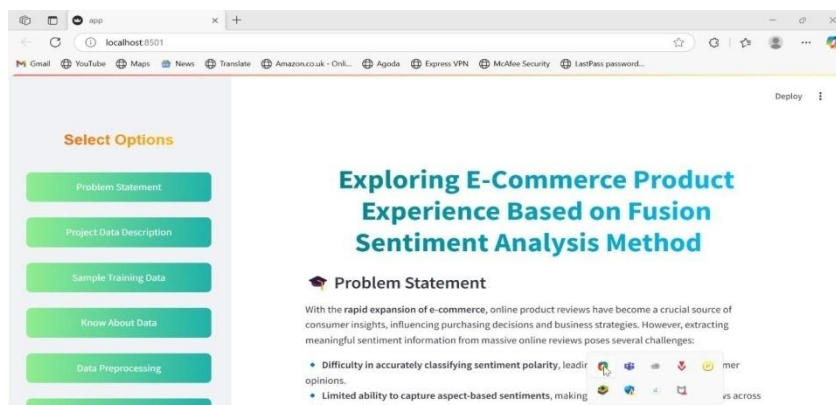 app
localhost:8501
Gmail YouTube Maps News Translate Amazon.co.uk - Onli... Agoda Express VPN McAfee Security LastPass password...
Deploy
Select Options
Problem Statement
Project Data Description
Sample Training Data
Know About Data
Data Preprocessing
Exploring E-Commerce Product
Experience Based on Fusion
Sentiment Analysis Method
Problem Statement
With the rapid expansion of e-commerce, online product reviews have become a crucial source of
consumer insights, influencing purchasing decisions and business strategies. However, extracting
meaningful sentiment information from massive online reviews poses several challenges:
Difficulty in accurately classifying sentiment polarity,
opinions.
Limited ability to capture aspect-based sentiments, making across